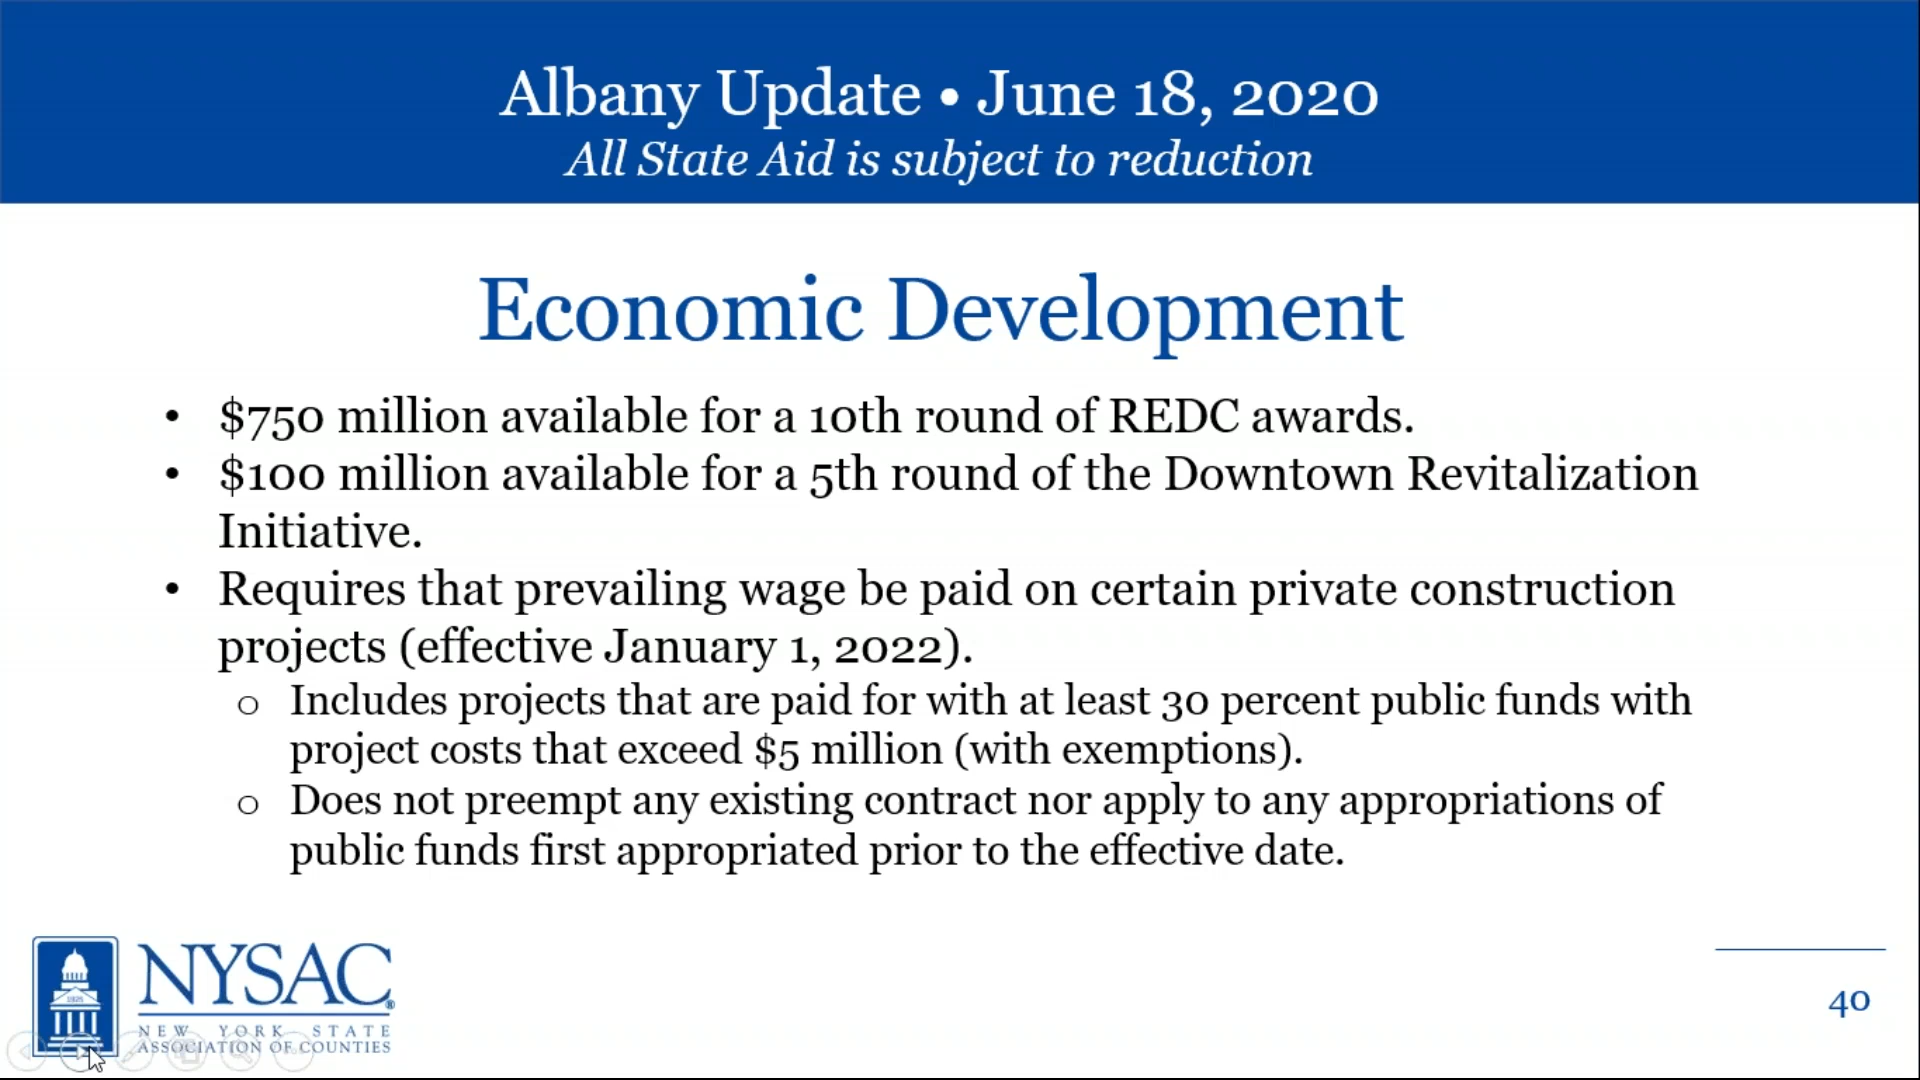 Albany Update • June 18, 2020
All State Aid is subject to reduction
Economic Development
• $750 million available for a 10th round of REDC awards.
• $100 million available for a 5th round of the Downtown Revitalization
Initiative.
• Requires that prevailing wage be paid on certain private construction
projects (effective January 1, 2022).
o Includes projects that are paid for with at least 30 percent public funds with
project costs that exceed $5 million (with exemptions).
o Does not preempt any existing contract nor apply to any appropriations of
public funds first appropriated prior to the effective date.
1925
NYSAC®
NEW YORK STATE
ASSOCIATION OF COUNTIES
40